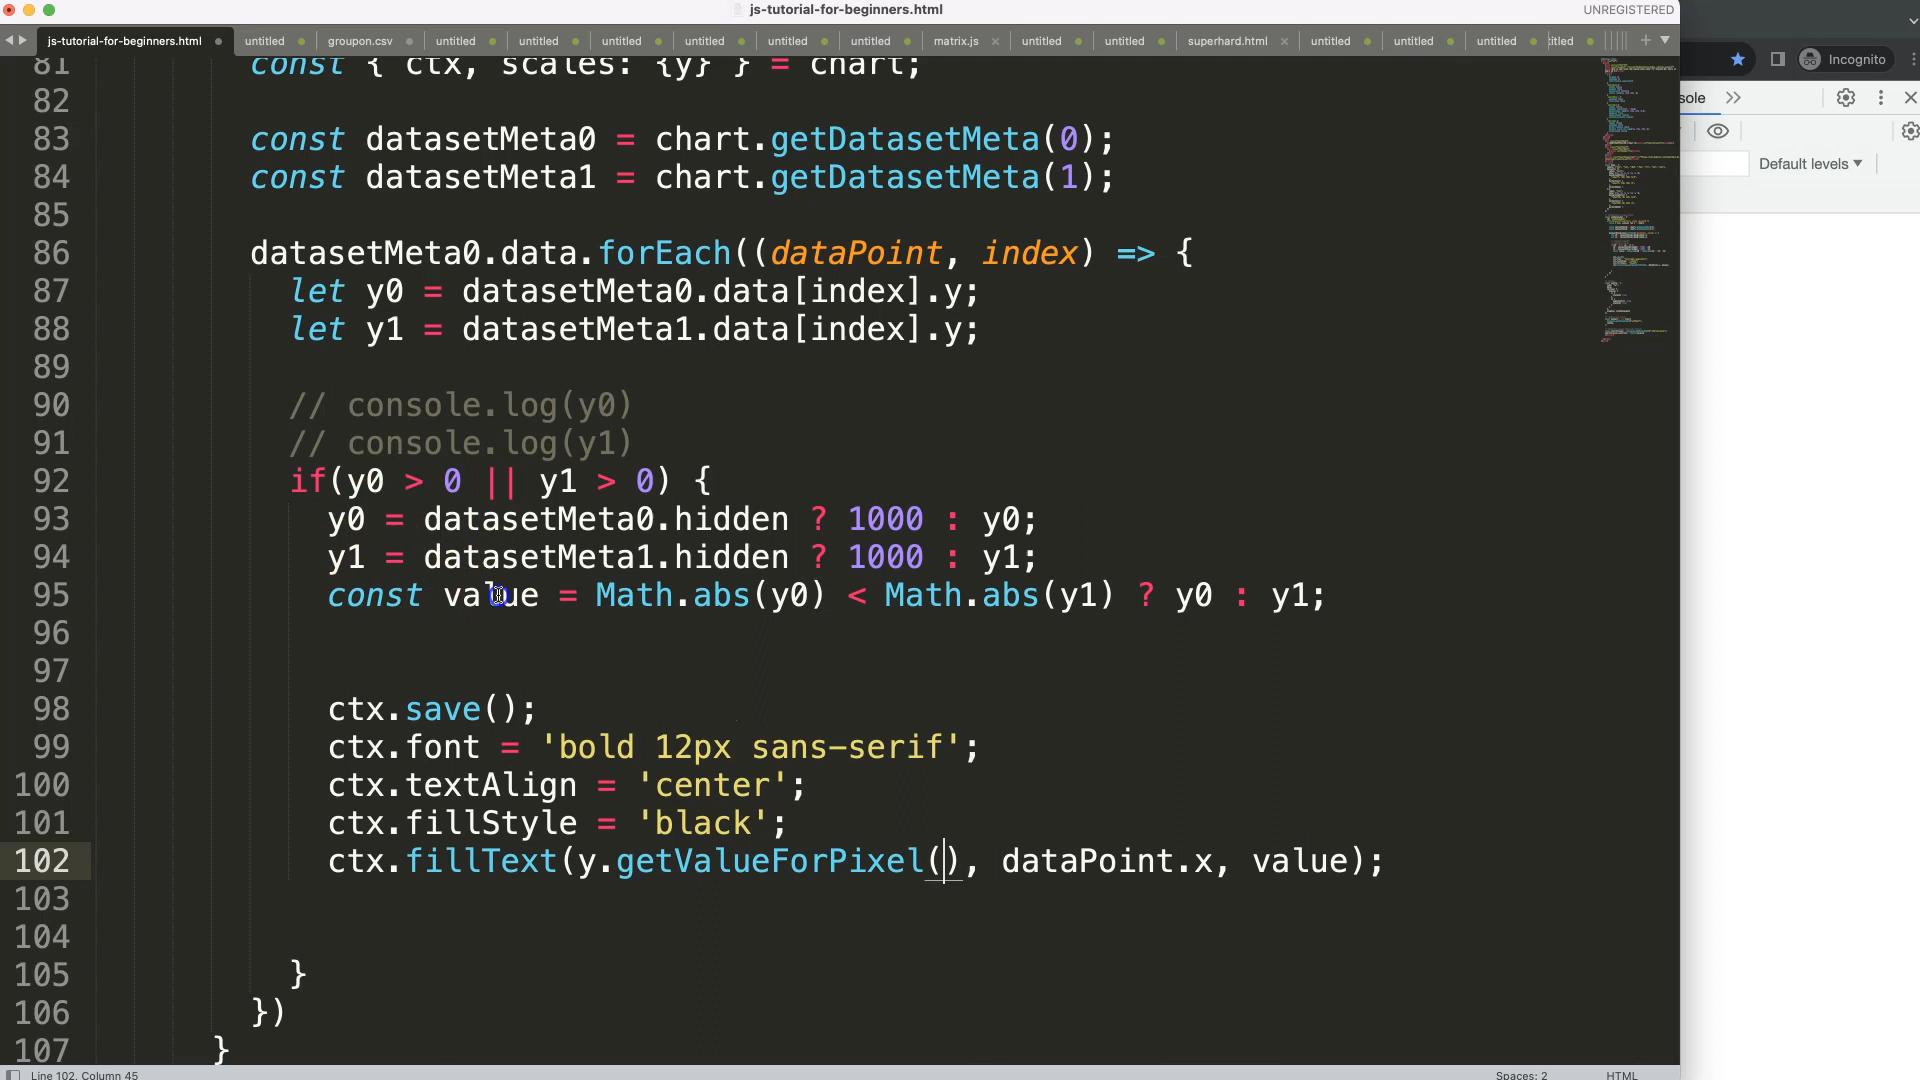 js-tutorial-for-beginners.html
UNREGISTERED
js-tutorial-for-beginners.html untitled groupon.csv untitled untitled untitled untitled untitled untitled matrix.js untitled untitled superhard.html untitled untitled untitled titled
Incognito
sole
Default levels
81 const { ctx, scales: {y} } = chart;
82
83 const datasetMeta0 = chart.getDatasetMeta(0);
84 const datasetMeta1 = chart.getDatasetMeta(1);
85
86 datasetMeta0.data.forEach((dataPoint, index) => {
87 let y0 = datasetMeta0.data[index].y;
88 let y1 = datasetMeta1.data[index].y;
89
90 // console.log(y0)
91 // console.log(y1)
92 if(y0 > 0 || y1 > 0) {
93 y0 = datasetMeta0.hidden ? 1000 : y0;
94 y1 = datasetMeta1.hidden ? 1000 : y1;
95 const value = Math.abs(y0) < Math.abs(y1) ? y0 : y1;
96
97
98 ctx.save();
99 ctx.font = 'bold 12px sans-serif';
100 ctx.textAlign = 'center';
101 ctx.fillStyle = 'black';
102 ctx.fillText(y.getValueForPixel(), dataPoint.x, value);
103
104
105 }
106 })
107 }
Line 102, Column 45
Spaces: 2
HTML